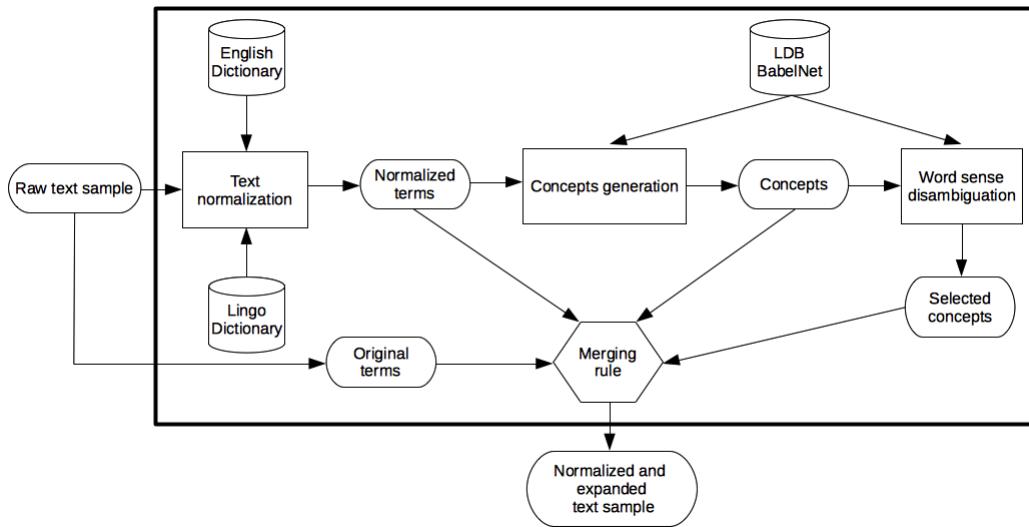 English
Dictionary
LDB
BabelNet
Raw text sample
Text
normalization
Normalized
terms
Concepts generation
Concepts
Word sense
disambiguation
Lingo
Dictionary
Selected
concepts
Original
terms
Merging
rule
Normalized and
expanded
text sample